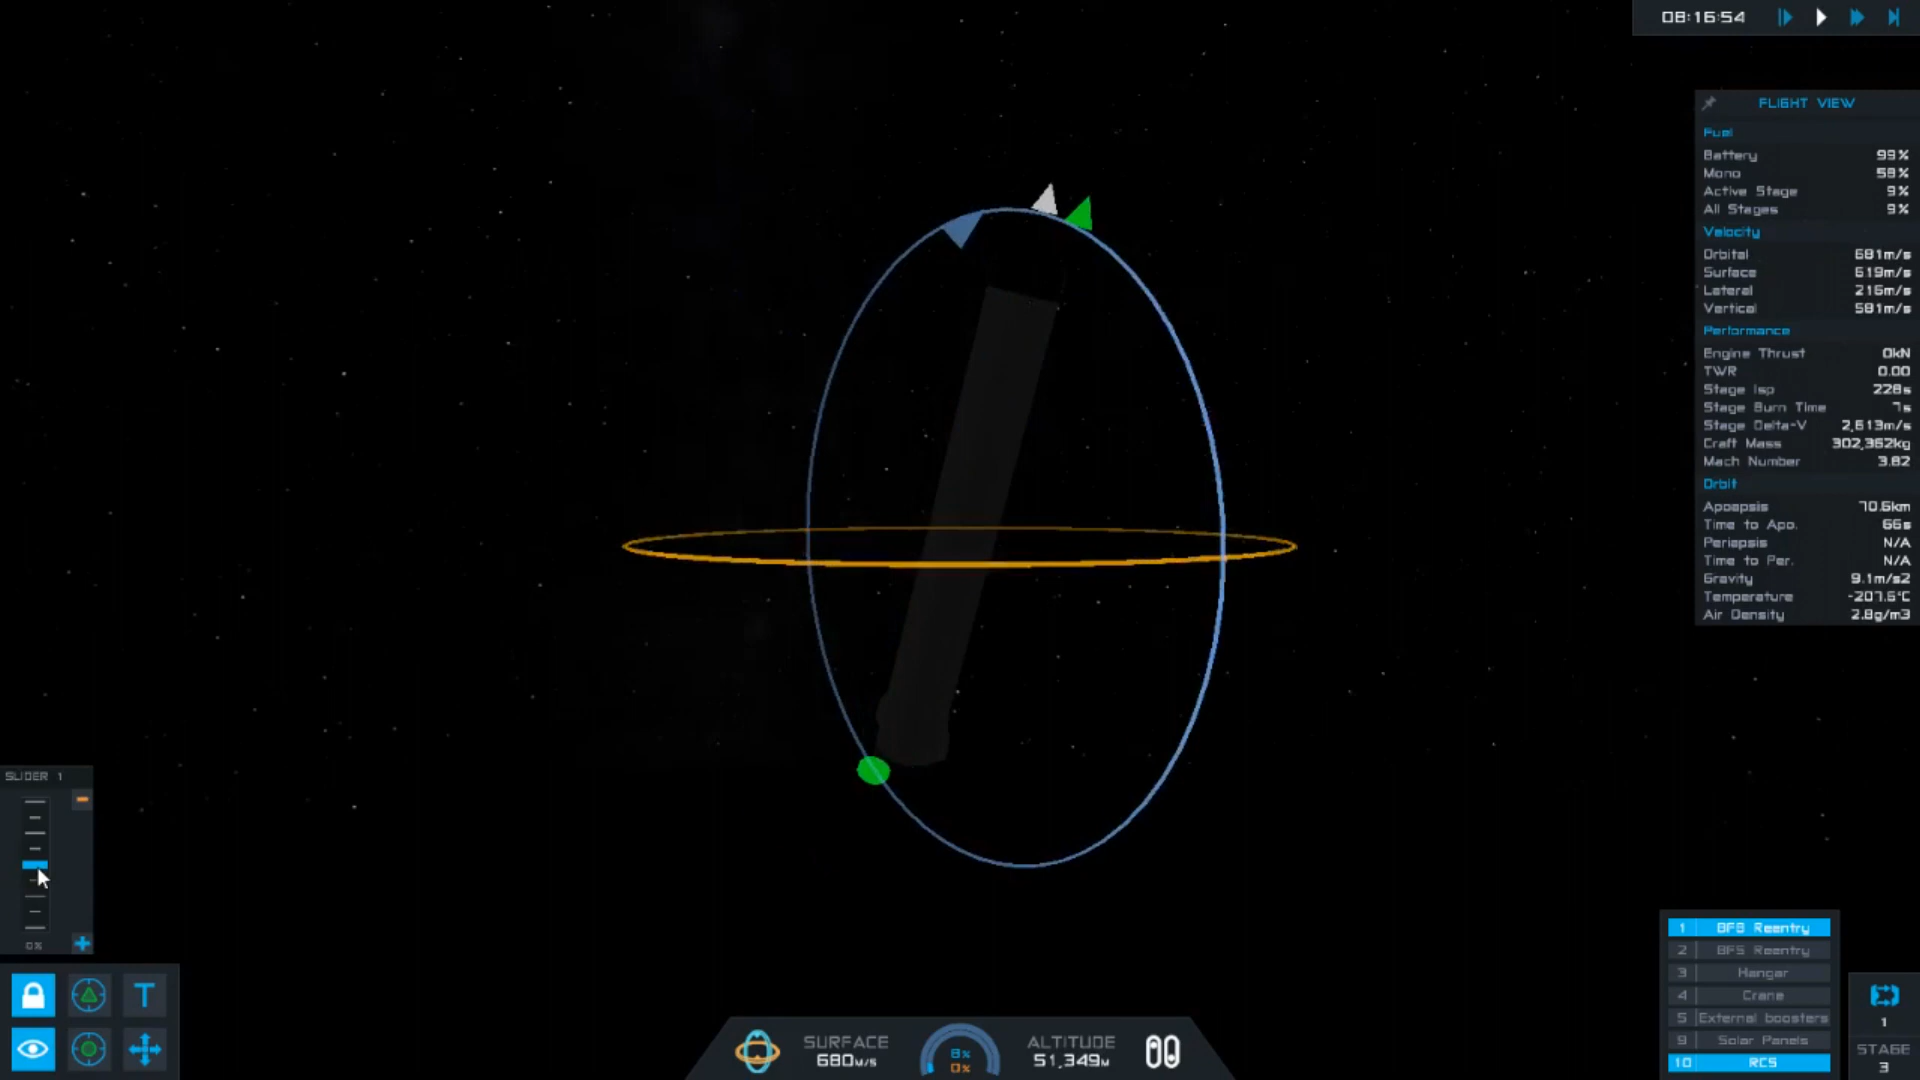 08:16:54
FLIGHT VIEW
Fuel
Battery 99%
Mono 59%
Active Stage 9%
All Stages 9%
Velocity
Orbital 681m/s
Surface 619m/s
Lateral 216m/s
Vertical 581m/s
Performance
Engine Thrust 0kN
TWR 0.00
Stage Isp 228s
Stage Burn Time 7s
Stage Delta-V 2,613m/s
Craft Mass 302,362kg
Mach Number 3.82
Orbit
Apoapsis 70.6km
Time to Apo. 66s
Periapsis N/A
Time to Per. N/A
Gravity 9.1m/s2
Temperature -207.6°C
Air Density 2.8g/m3
SLIDER 1
0%
T
SURFACE
680m/s
8%
0%
ALTITUDE
51,349m
1 BFB Reentry
2 BFS Reentry
3 Hangar
4 Crane
5 External boosters
9 Solar Panels
10 RCS
1
STAGE
3